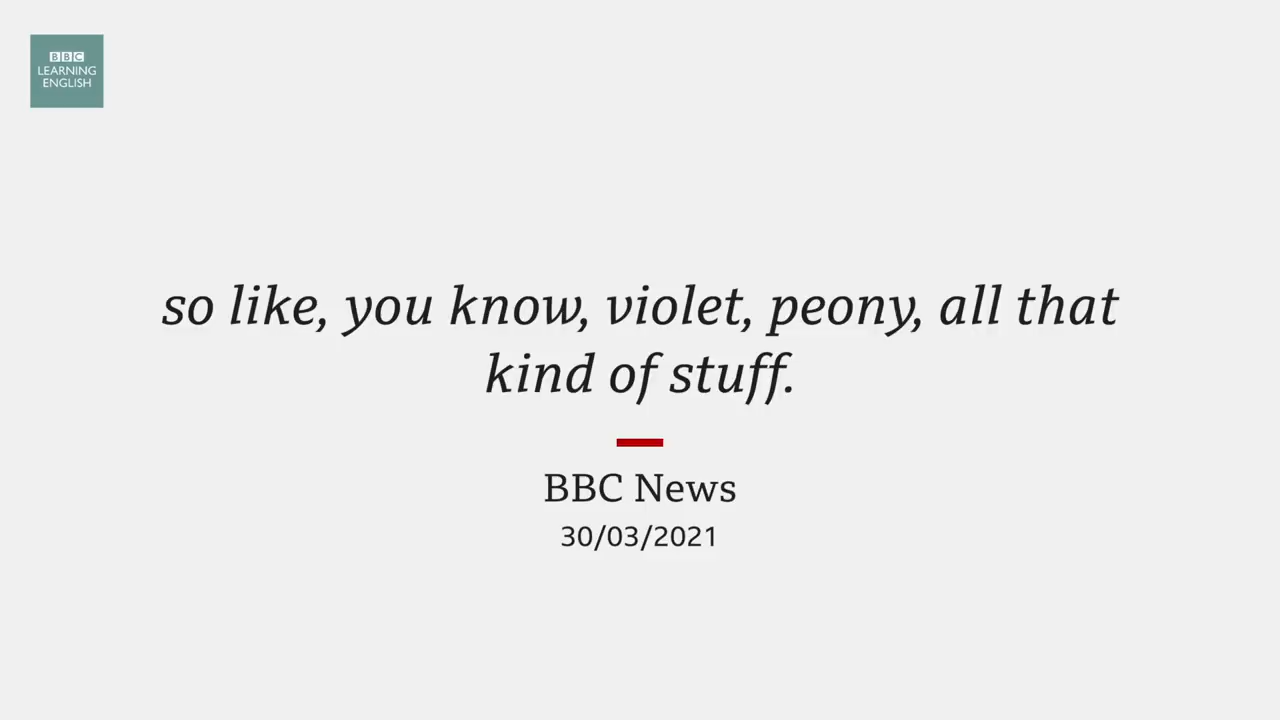 BBC
LEARNING
ENGLISH
so like, you know, violet, peony, all that
kind of stuff.
BBC News
30/03/2021